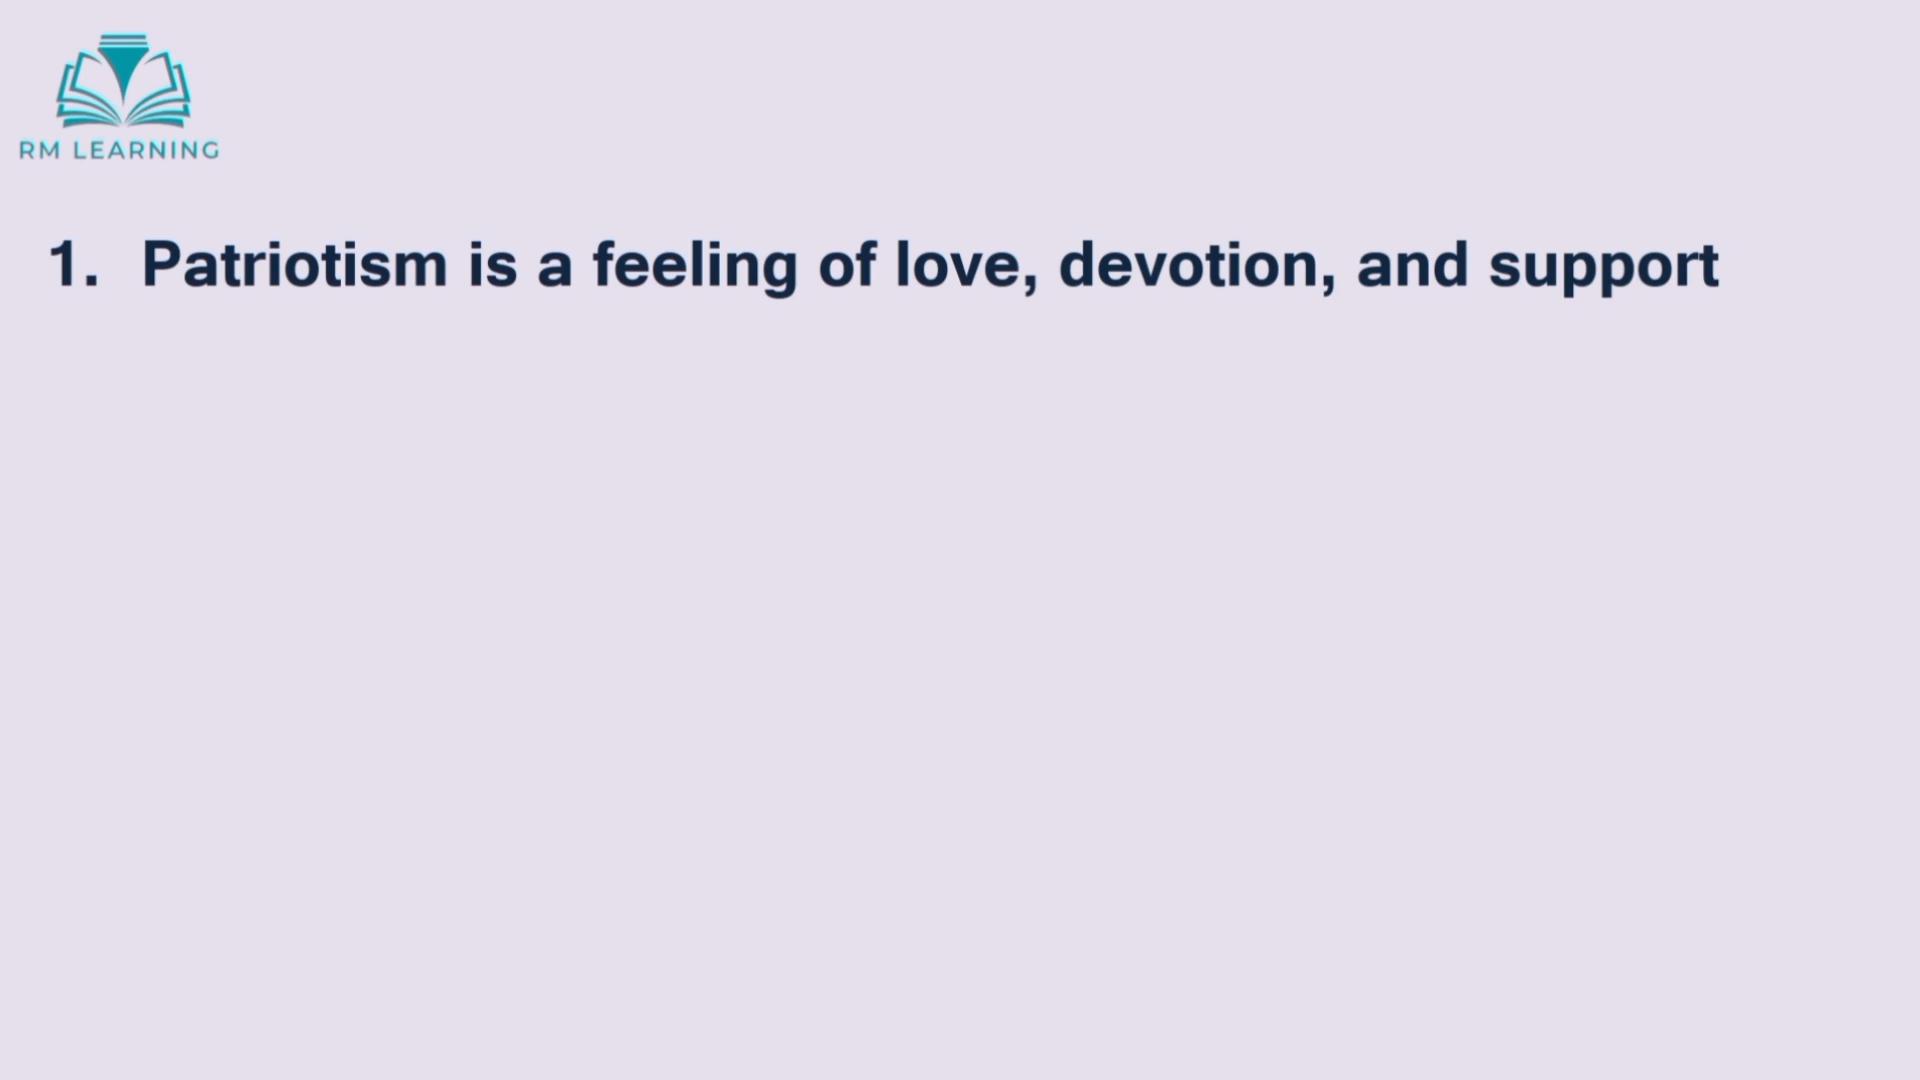 RM LEARNING
1. Patriotism is a feeling of love, devotion, and support